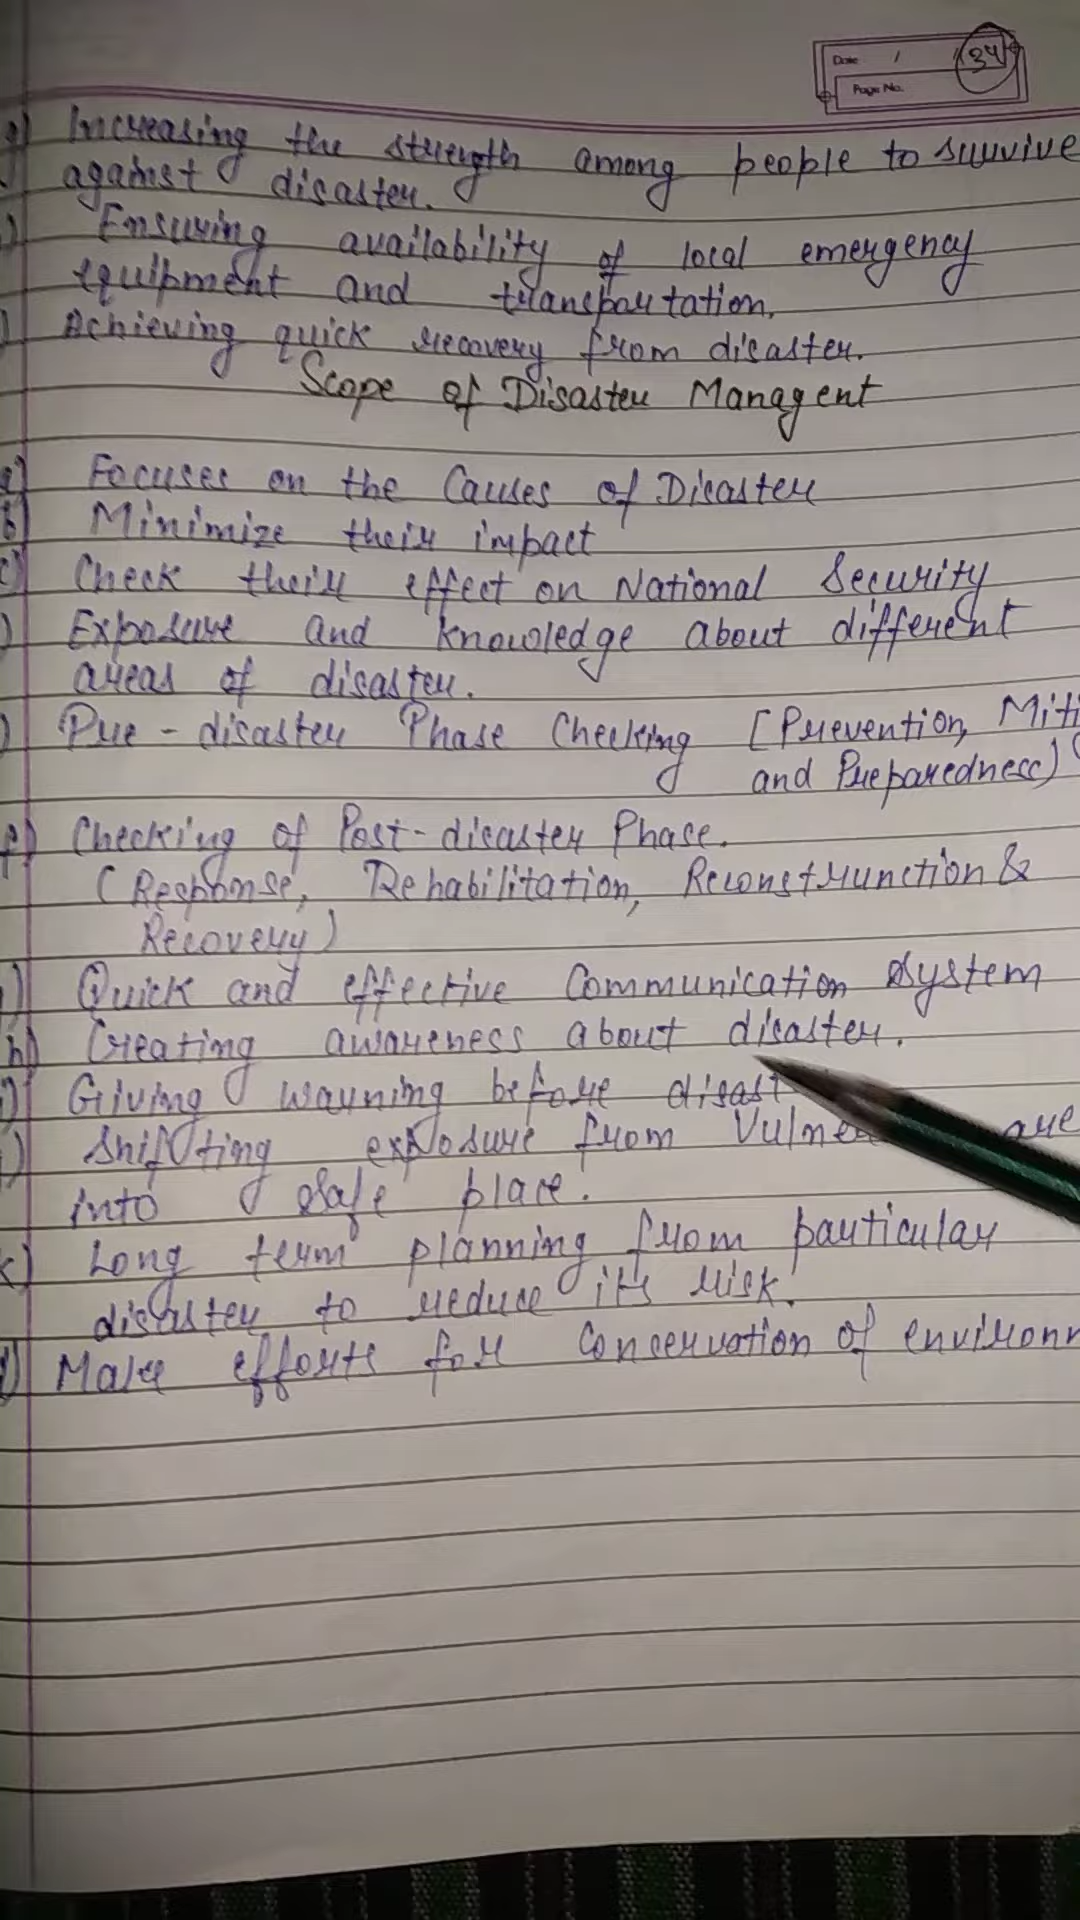 Date / /
34
Page No.
g) Increasing the strength among people to survive
against disaster.
) Ensuring availability of local emergency
equipment and transportation.
) Achieving quick recovery from disaster.
Scope of Disaster Managent
a) Focuses on the Causes of Disaster
b) Minimize their impact
c) Check their effect on National Security
) Exposure and knowledge about different
areas of disaster.
) Pre-disaster Phase Checking [Prevention, Miti
and Preparedness)
f) Checking of Post-disaster Phase.
(Response, Rehabilitation, Reconstrunction &
Recovery)
) Quick and effective Communication System
h) Creating awareness about disaster.
i) Giving warning before disast
) Shifting exposure from Vulne are
into safe place.
k) Long term planning from particular
disaster to reduce its risk.
l) Make efforts for Conservation of environm